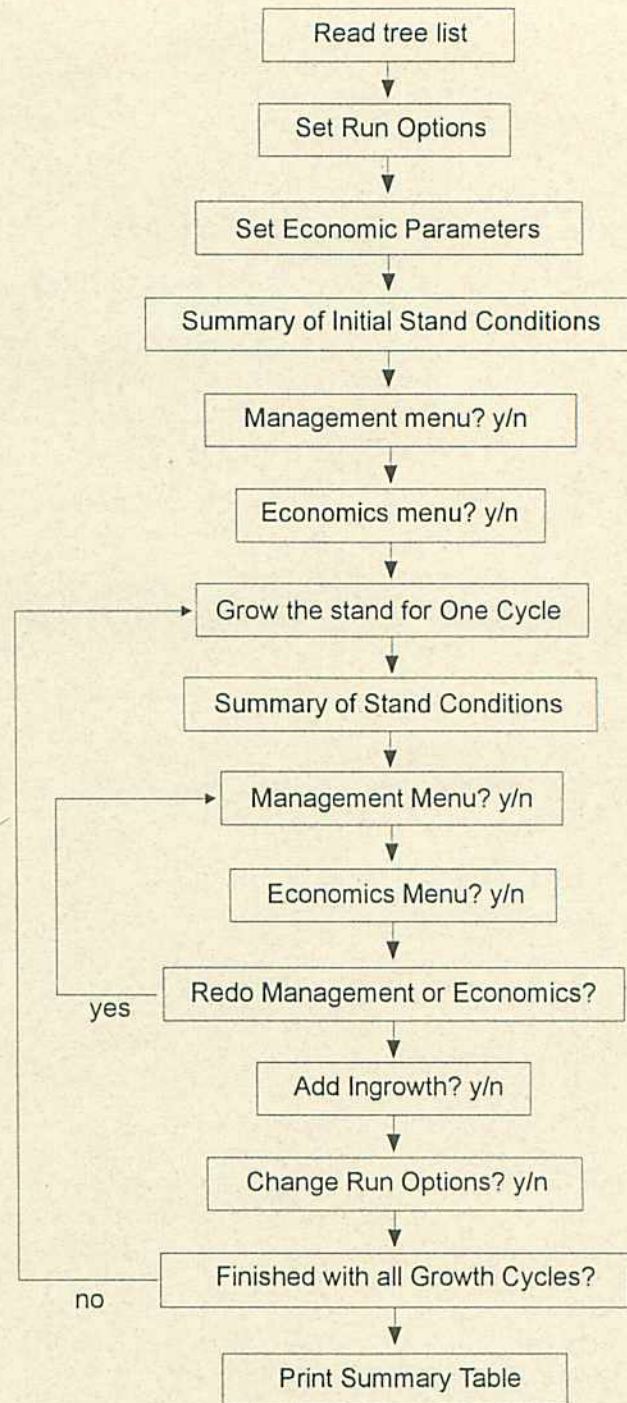 Read tree list
Set Run Options
Set Economic Parameters
Summary of Initial Stand Conditions
Management menu? y/n
Economics menu? y/n
Grow the stand for One Cycle
Summary of Stand Conditions
Management Menu? y/n
Economics Menu? y/n
Redo Management or Economics?
yes
Add Ingrowth? y/n
Change Run Options? y/n
Finished with all Growth Cycles?
no
Print Summary Table